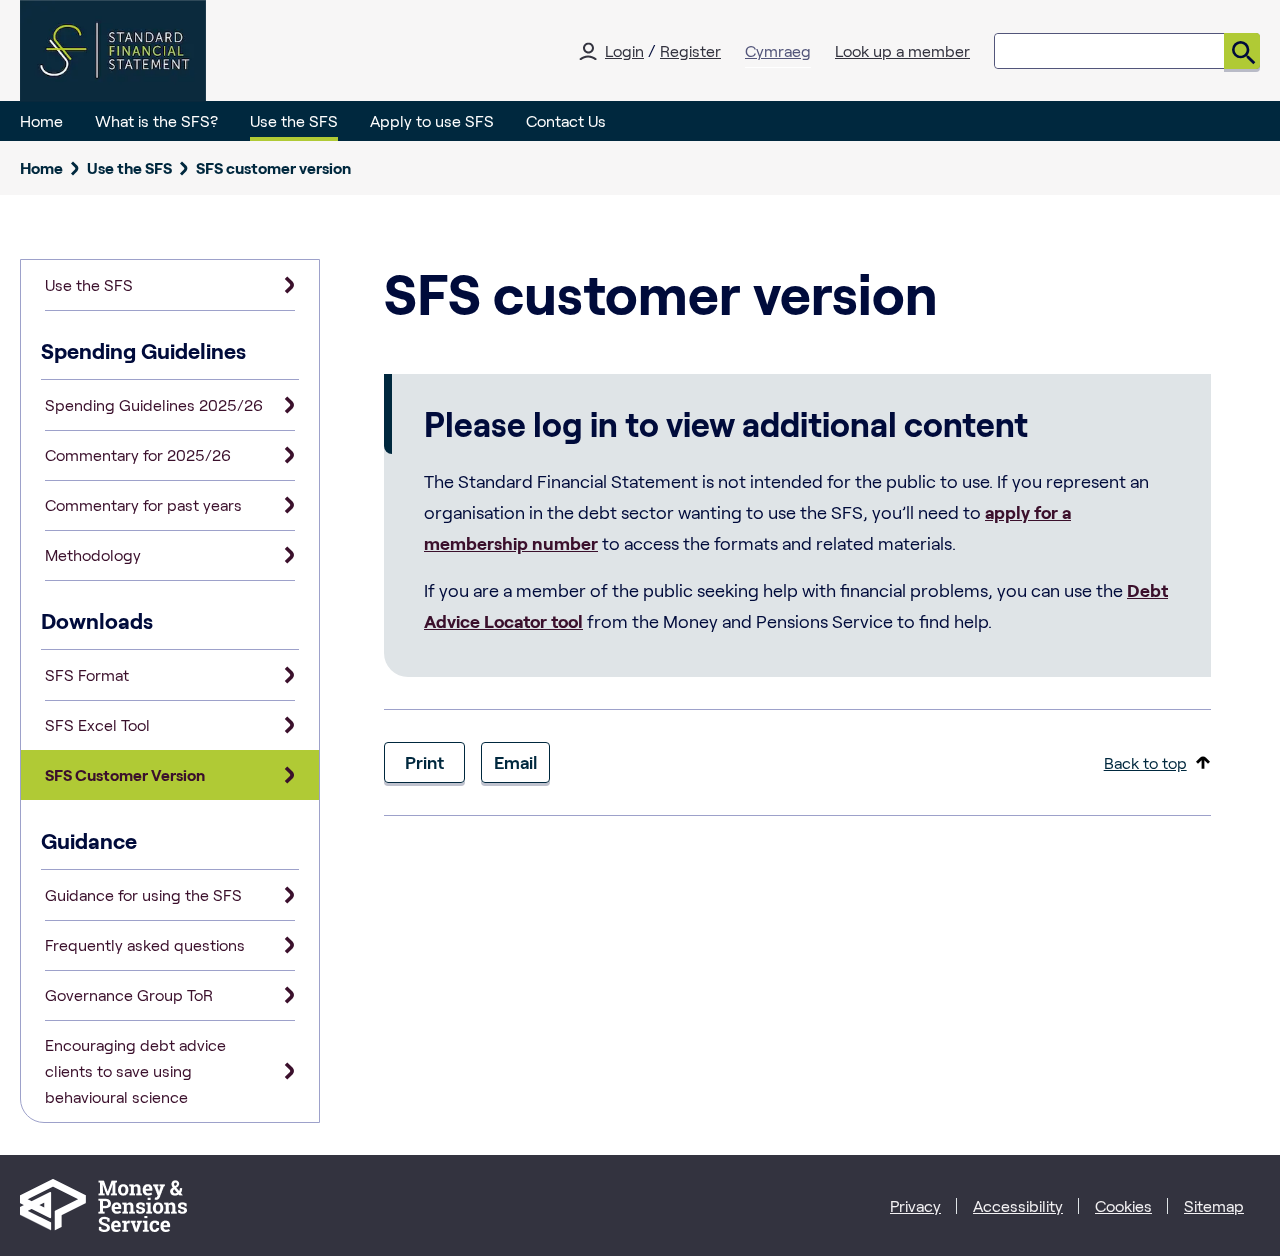 STANDARD
FINANCIAL
STATEMENT
Login / Register
Cymraeg
Look up a member
Home
What is the SFS?
Use the SFS
Apply to use SFS
Contact Us
Home
Use the SFS
SFS customer version
Use the SFS
Spending Guidelines
Spending Guidelines 2025/26
Commentary for 2025/26
Commentary for past years
Methodology
Downloads
SFS Format
SFS Excel Tool
SFS Customer Version
Guidance
Guidance for using the SFS
Frequently asked questions
Governance Group ToR
Encouraging debt advice
clients to save using
behavioural science
SFS customer version
Please log in to view additional content
The Standard Financial Statement is not intended for the public to use. If you represent an
organisation in the debt sector wanting to use the SFS, you’ll need to apply for a
membership number to access the formats and related materials.
If you are a member of the public seeking help with financial problems, you can use the Debt
Advice Locator tool from the Money and Pensions Service to find help.
Print
Email
Back to top
Money &
Pensions
Service
Privacy
Accessibility
Cookies
Sitemap